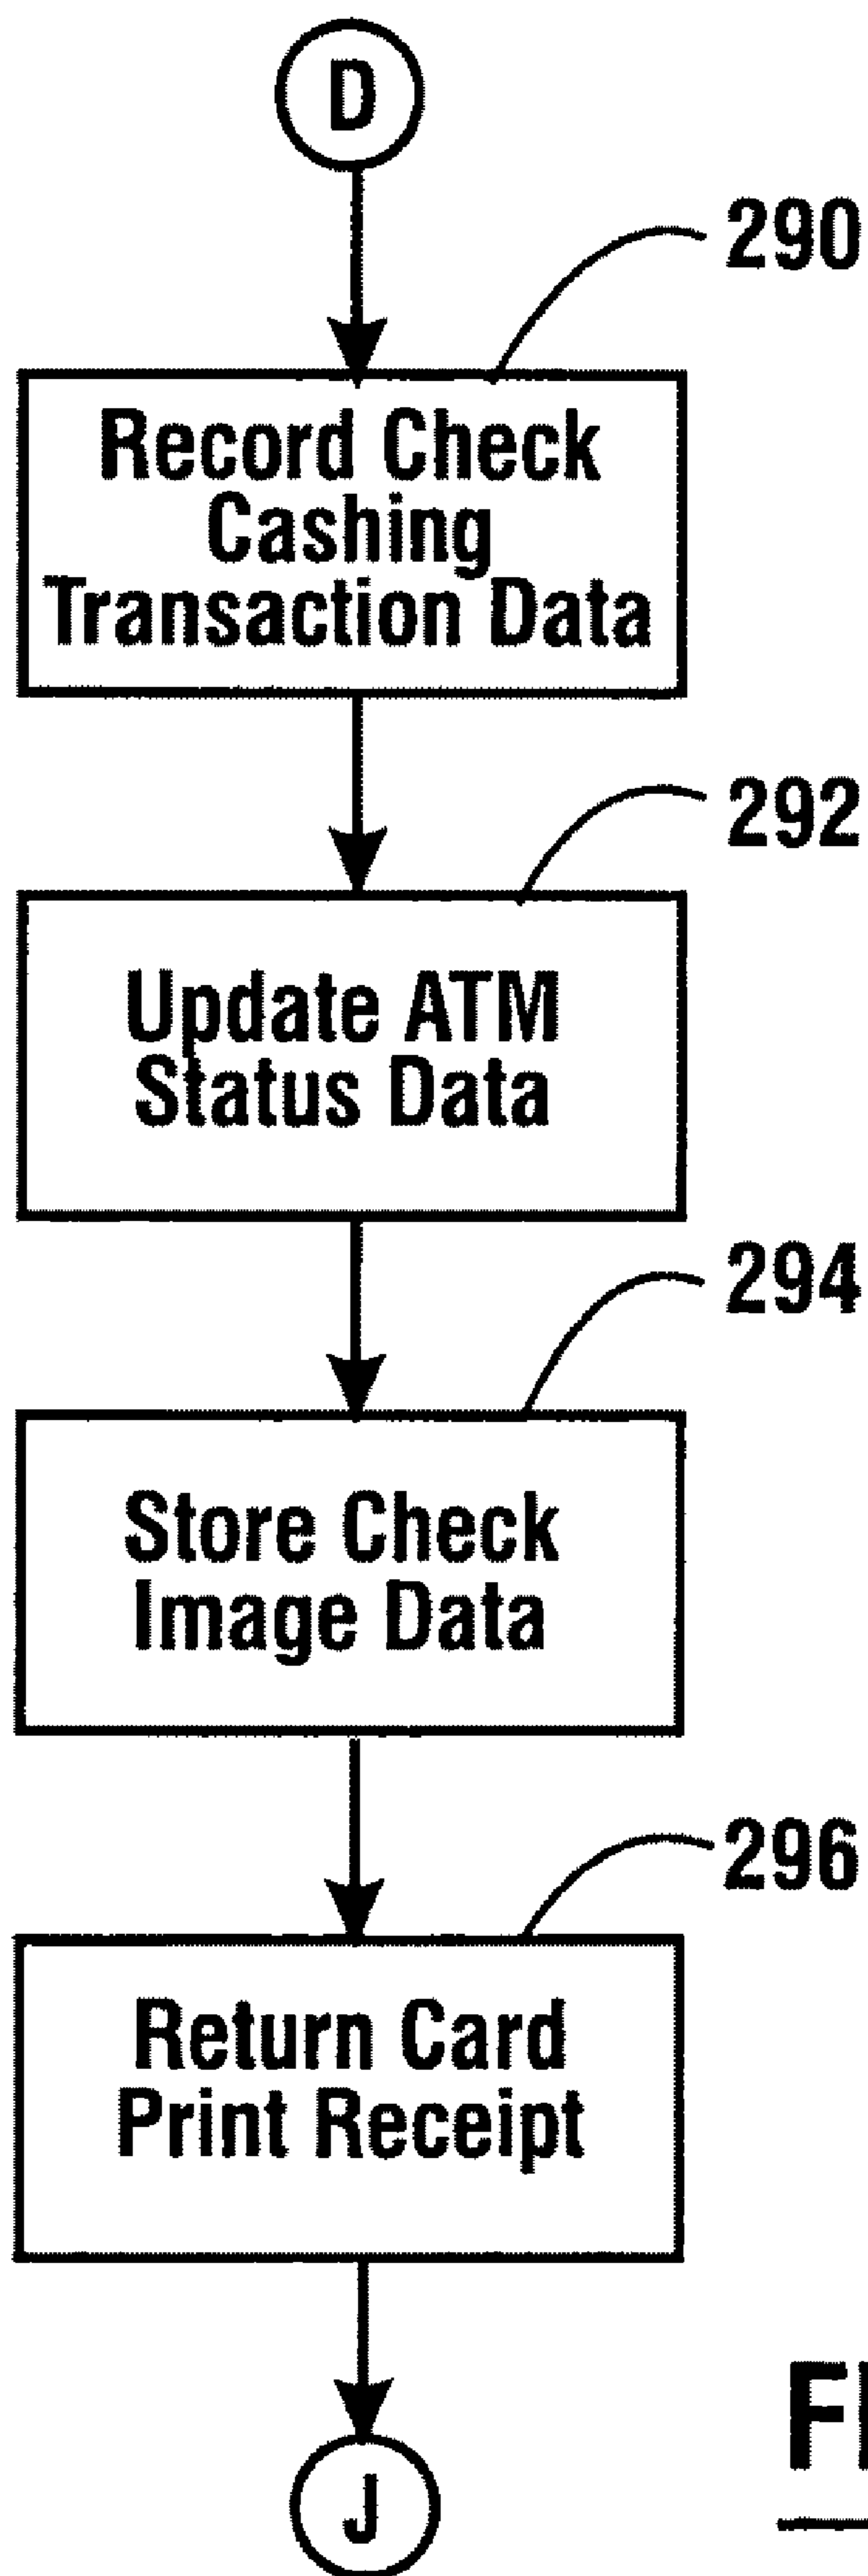 D
290
Record Check
Cashing
Transaction Data
292
Update ATM
Status Data
294
Store Check
Image Data
296
Return Card
Print Receipt
J